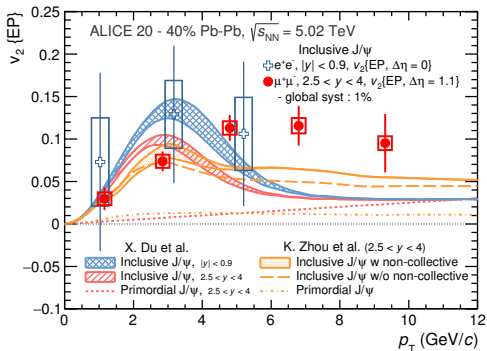 ALICE 20 - 40% Pb-Pb, √s_NN = 5.02 TeV
Inclusive J/ψ
e⁺e⁻, |y| < 0.9, v₂{EP, Δη = 0}
μ⁺μ⁻, 2.5 < y < 4, v₂{EP, Δη = 1.1}
- global syst : 1%
v₂ {EP}
0.25
0.2
0.15
0.1
0.05
0
−0.05
−0.1
X. Du et al.
Inclusive J/ψ, |y| < 0.9
Inclusive J/ψ, 2.5 < y < 4
Primordial J/ψ, 2.5 < y < 4
K. Zhou et al. (2.5 < y < 4)
Inclusive J/ψ w non-collective
Inclusive J/ψ w/o non-collective
Primordial J/ψ
0 2 4 6 8 10 12
p_T (GeV/c)